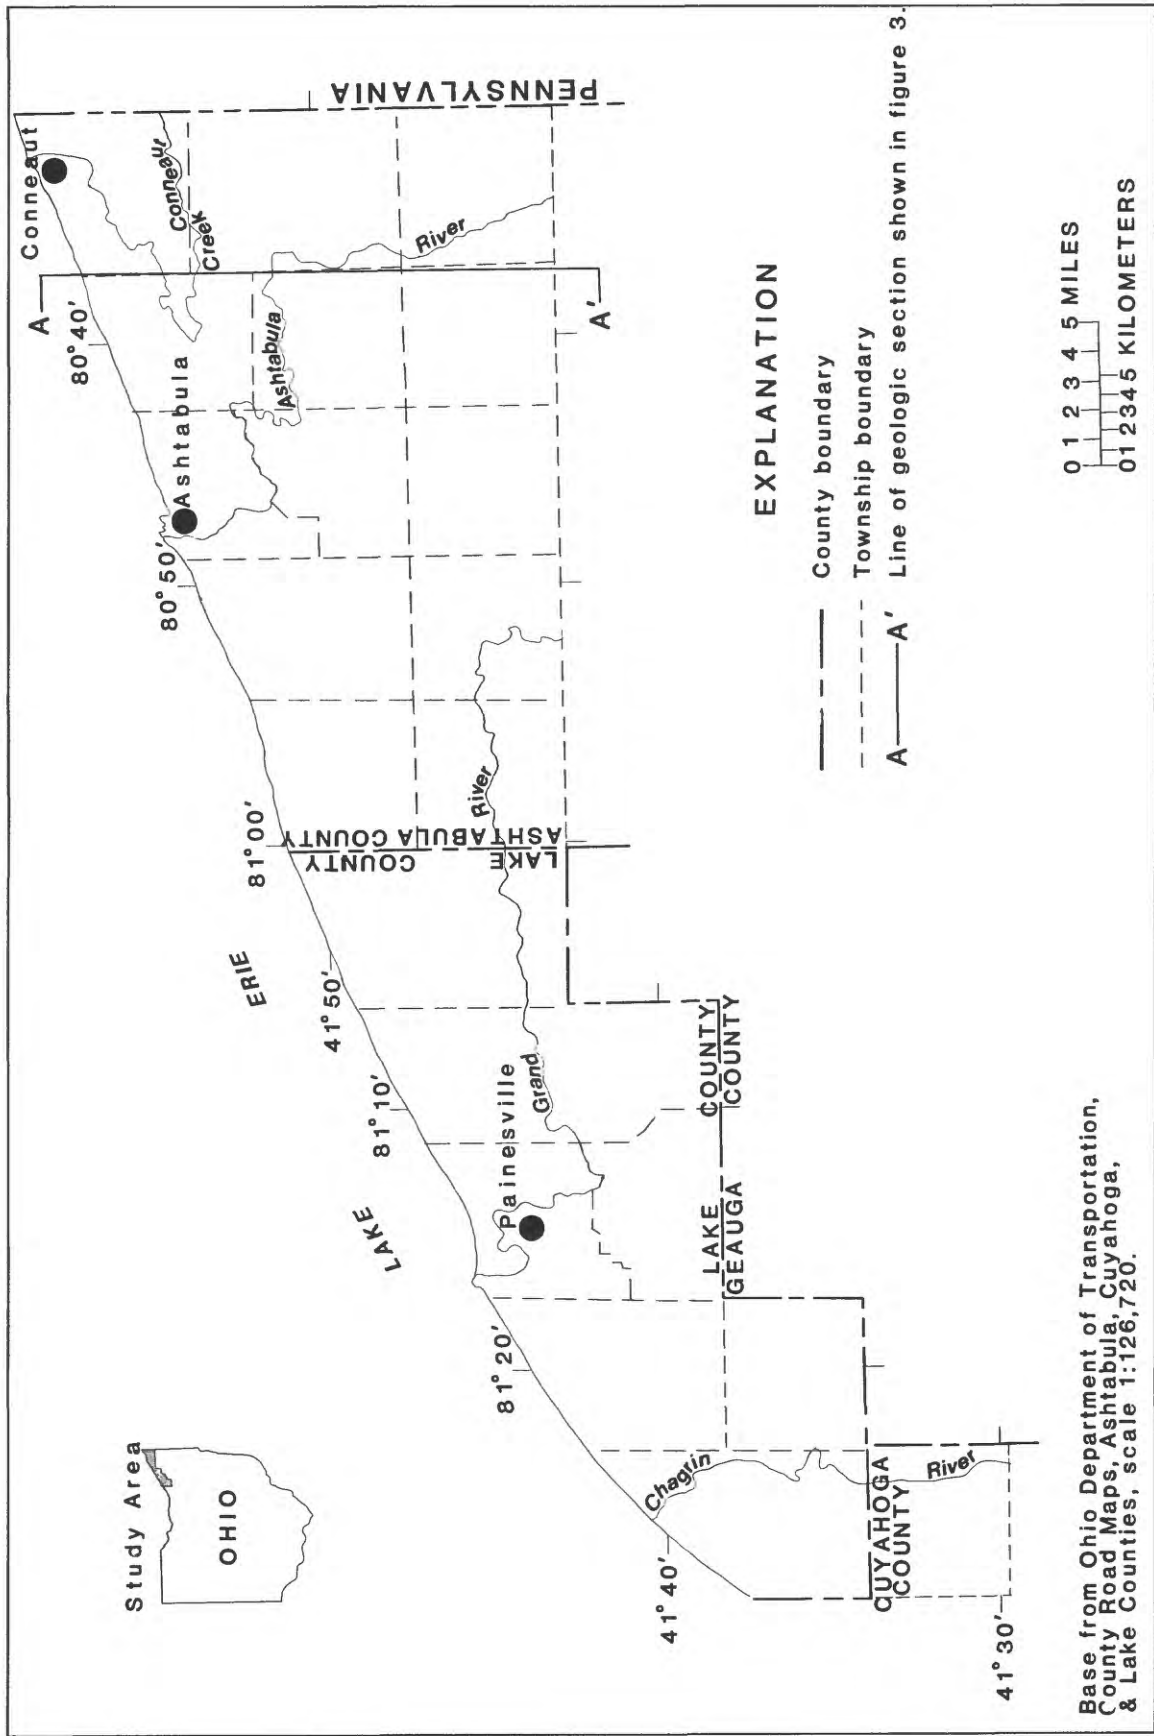 Study Area
OHIO
LAKE
ERIE
Conneaut
Conneaut
Creek
PENNSYLVANIA
A
80° 40'
Ashtabula
Ashtabula
River
A'
80° 50'
81° 00'
ASHTABULA COUNTY
LAKE COUNTY
River
41° 50'
81° 10'
Painesville
Grand
LAKE COUNTY
GEAUGA COUNTY
81° 20'
Chagrin
River
41° 40'
CUYAHOGA
COUNTY
41° 30'
EXPLANATION
County boundary
Township boundary
A A' Line of geologic section shown in figure 3.
0 1 2 3 4 5 MILES
0 1 2 3 4 5 KILOMETERS
Base from Ohio Department of Transportation,
County Road Maps, Ashtabula, Cuyahoga,
& Lake Counties, scale 1:126,720.